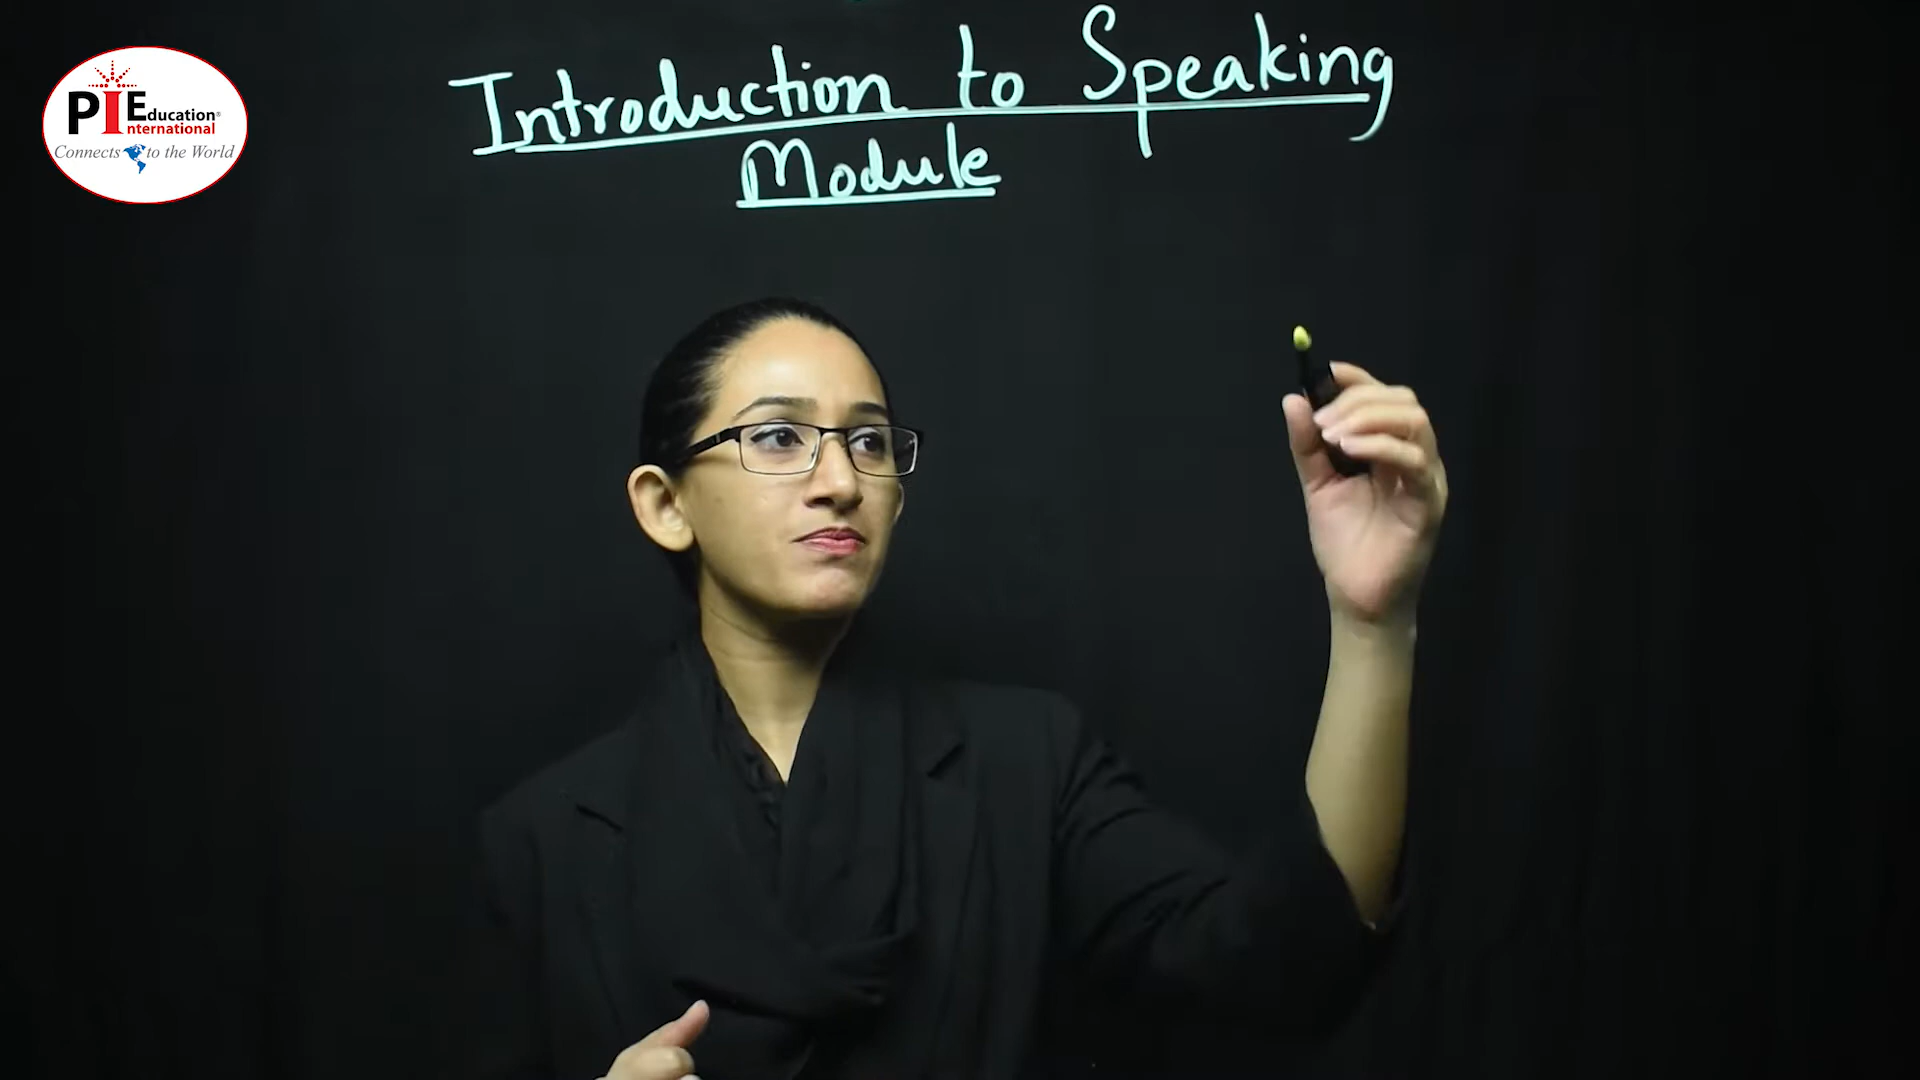 PIEducation®
International
Connects to the World
Introduction to Speaking
Module